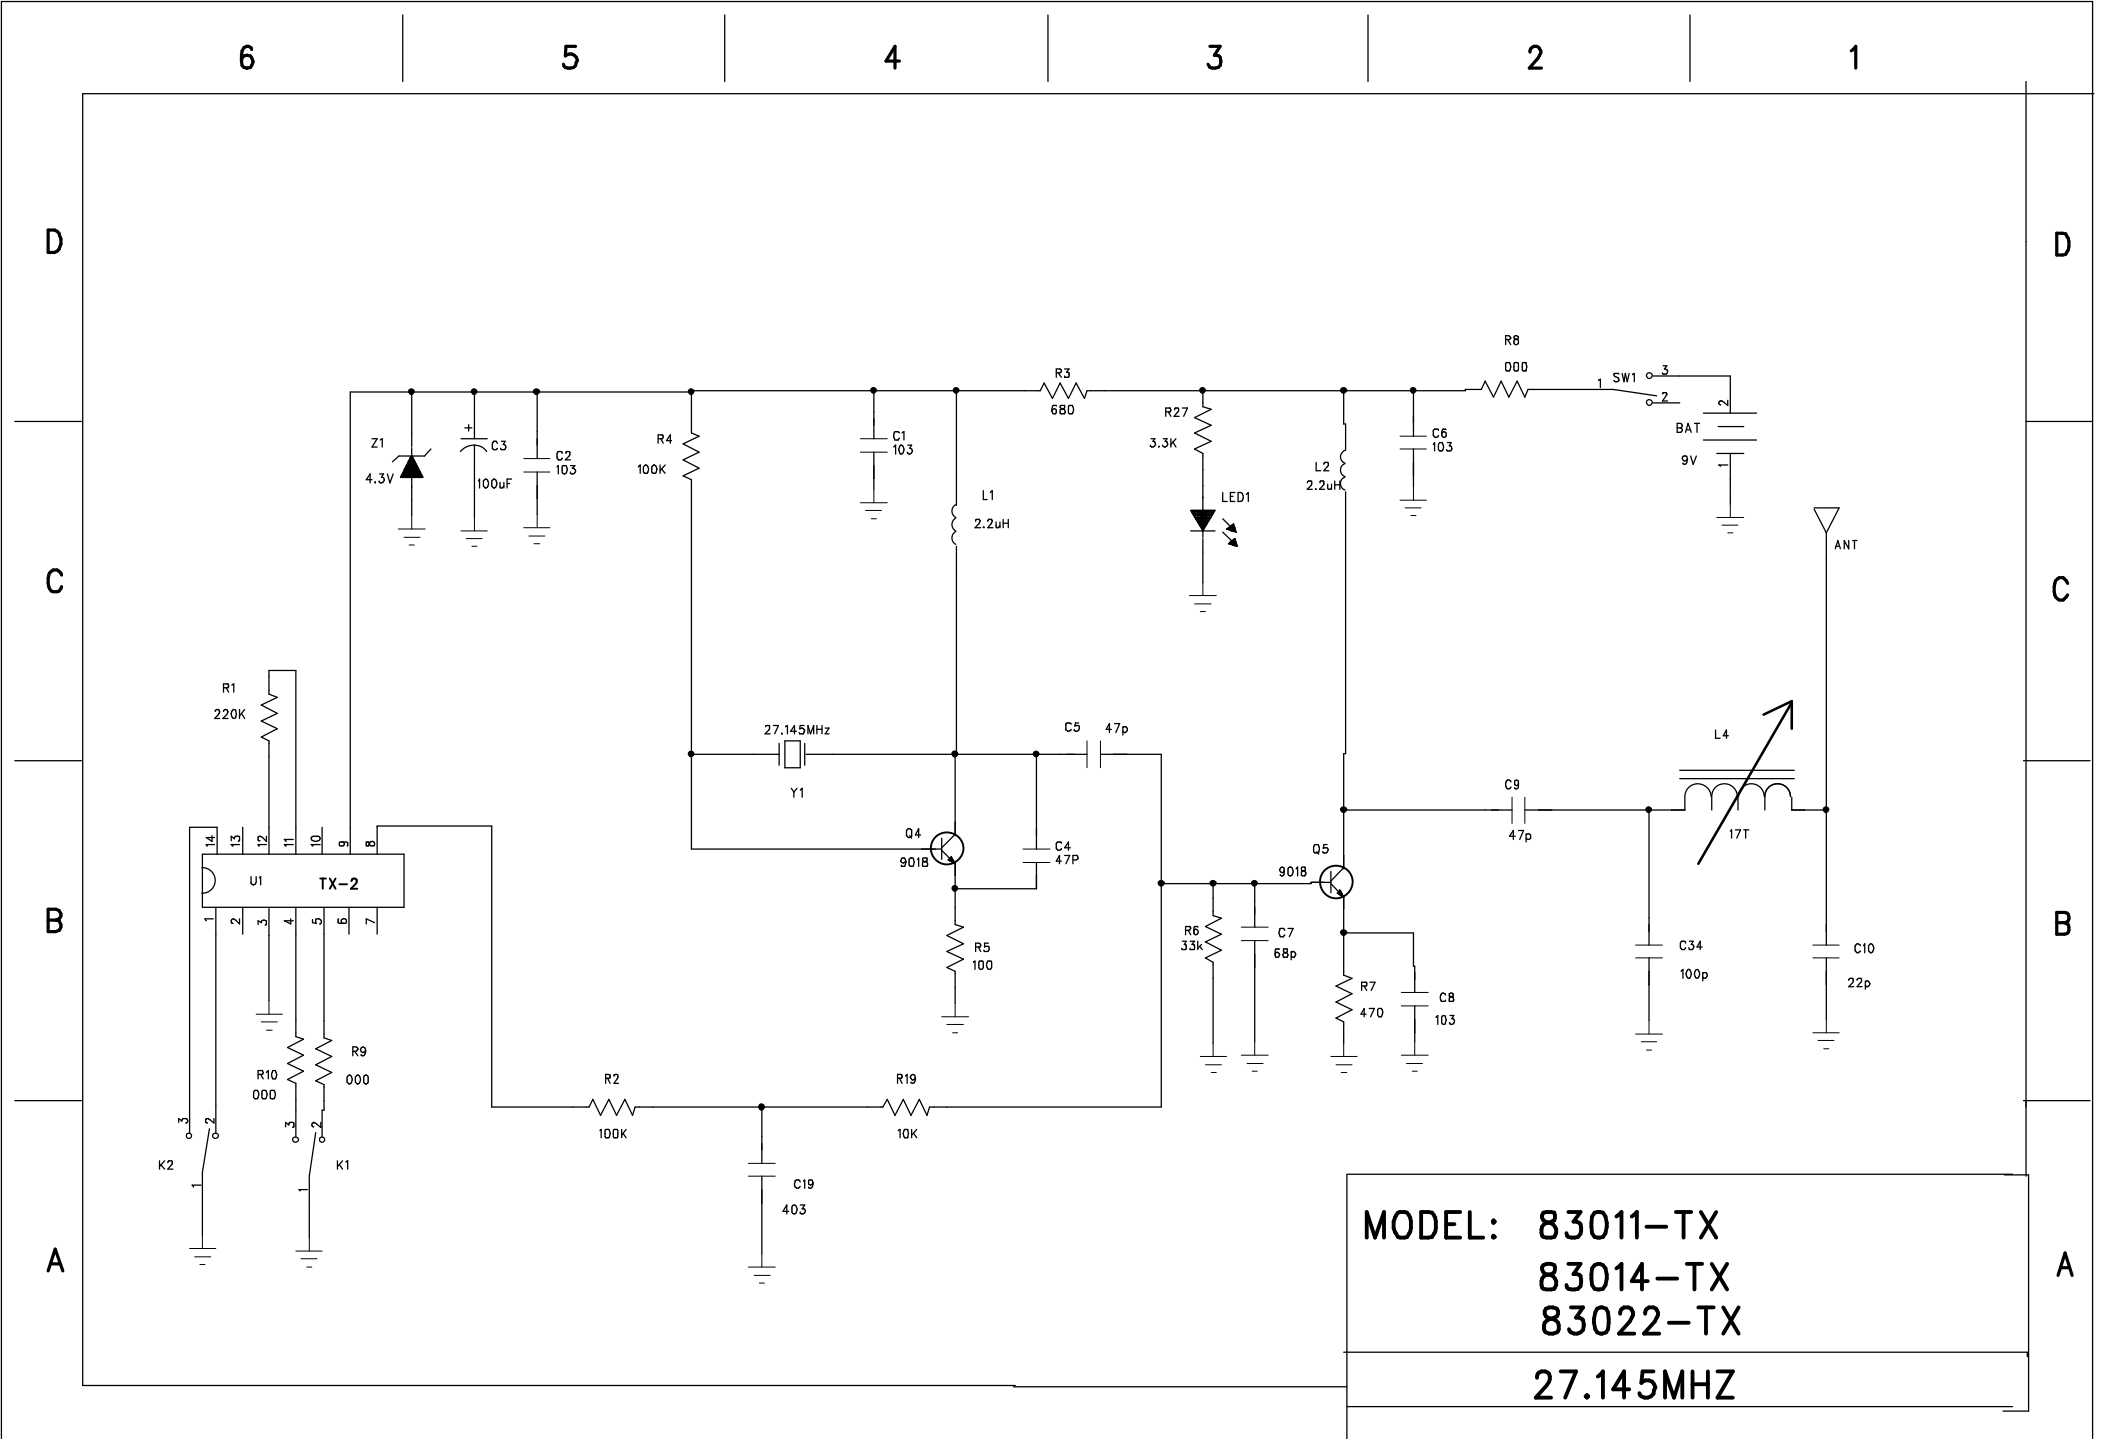 6 5 4 3 2 1
D D
R8
000
R3
680
SW1
1
3
2
R27
3.3K
2
BAT
9V
1
Z1
4.3V
+
C3
100uF
C2
103
R4
100K
C1
103
L1
2.2uH
L2
2.2uH
C6
103
LED1
ANT
C C
R1
220K
27.145MHz
Y1
C5 47p
L4
17T
C9
47p
14 13 12 11 10 9 8
U1 TX-2
1 2 3 4 5 6 7
Q4
9018
C4
47P
Q5
9018
B B
R5
100
R6
33k
C7
68p
R7
470
C8
103
C34
100p
C10
22p
R10
000
R9
000
R2
100K
R19
10K
3 2
K2
1
3 2
K1
1
C19
403
A A
MODEL: 83011-TX
83014-TX
83022-TX
27.145MHZ